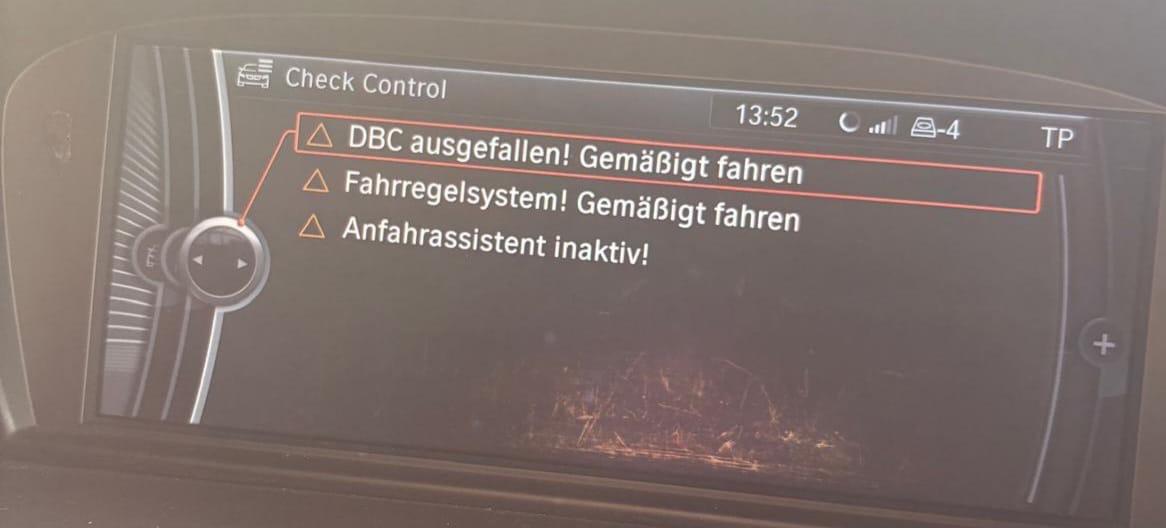 Check Control
13:52 -4 TP
DBC ausgefallen! Gemäßigt fahren
Fahrregelsystem! Gemäßigt fahren
Anfahrassistent inaktiv!
+